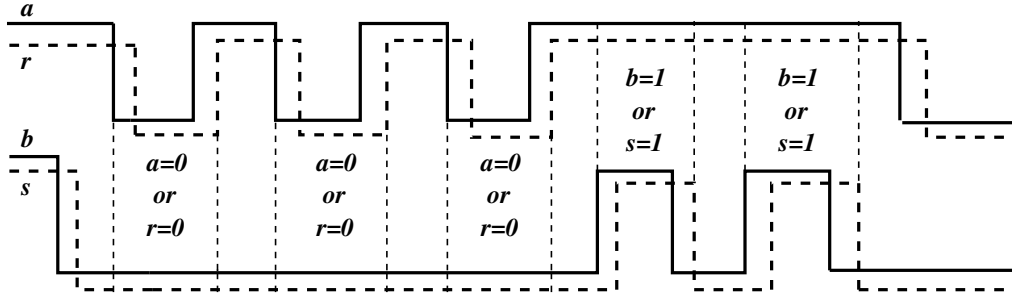 a
r
b=1
or
s=1
b=1
or
s=1
b
s
a=0
or
r=0
a=0
or
r=0
a=0
or
r=0